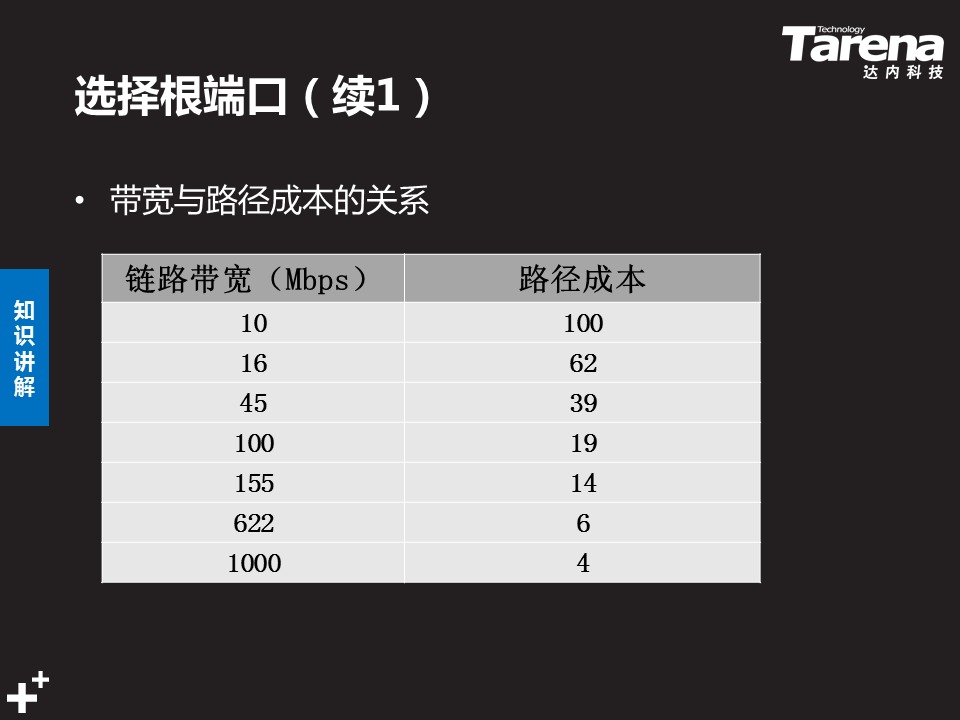 Technology
Tarena
达内科技
选择根端口（续1）
• 带宽与路径成本的关系
知识讲解
链路带宽（Mbps） 路径成本
10 100
16 62
45 39
100 19
155 14
622 6
1000 4